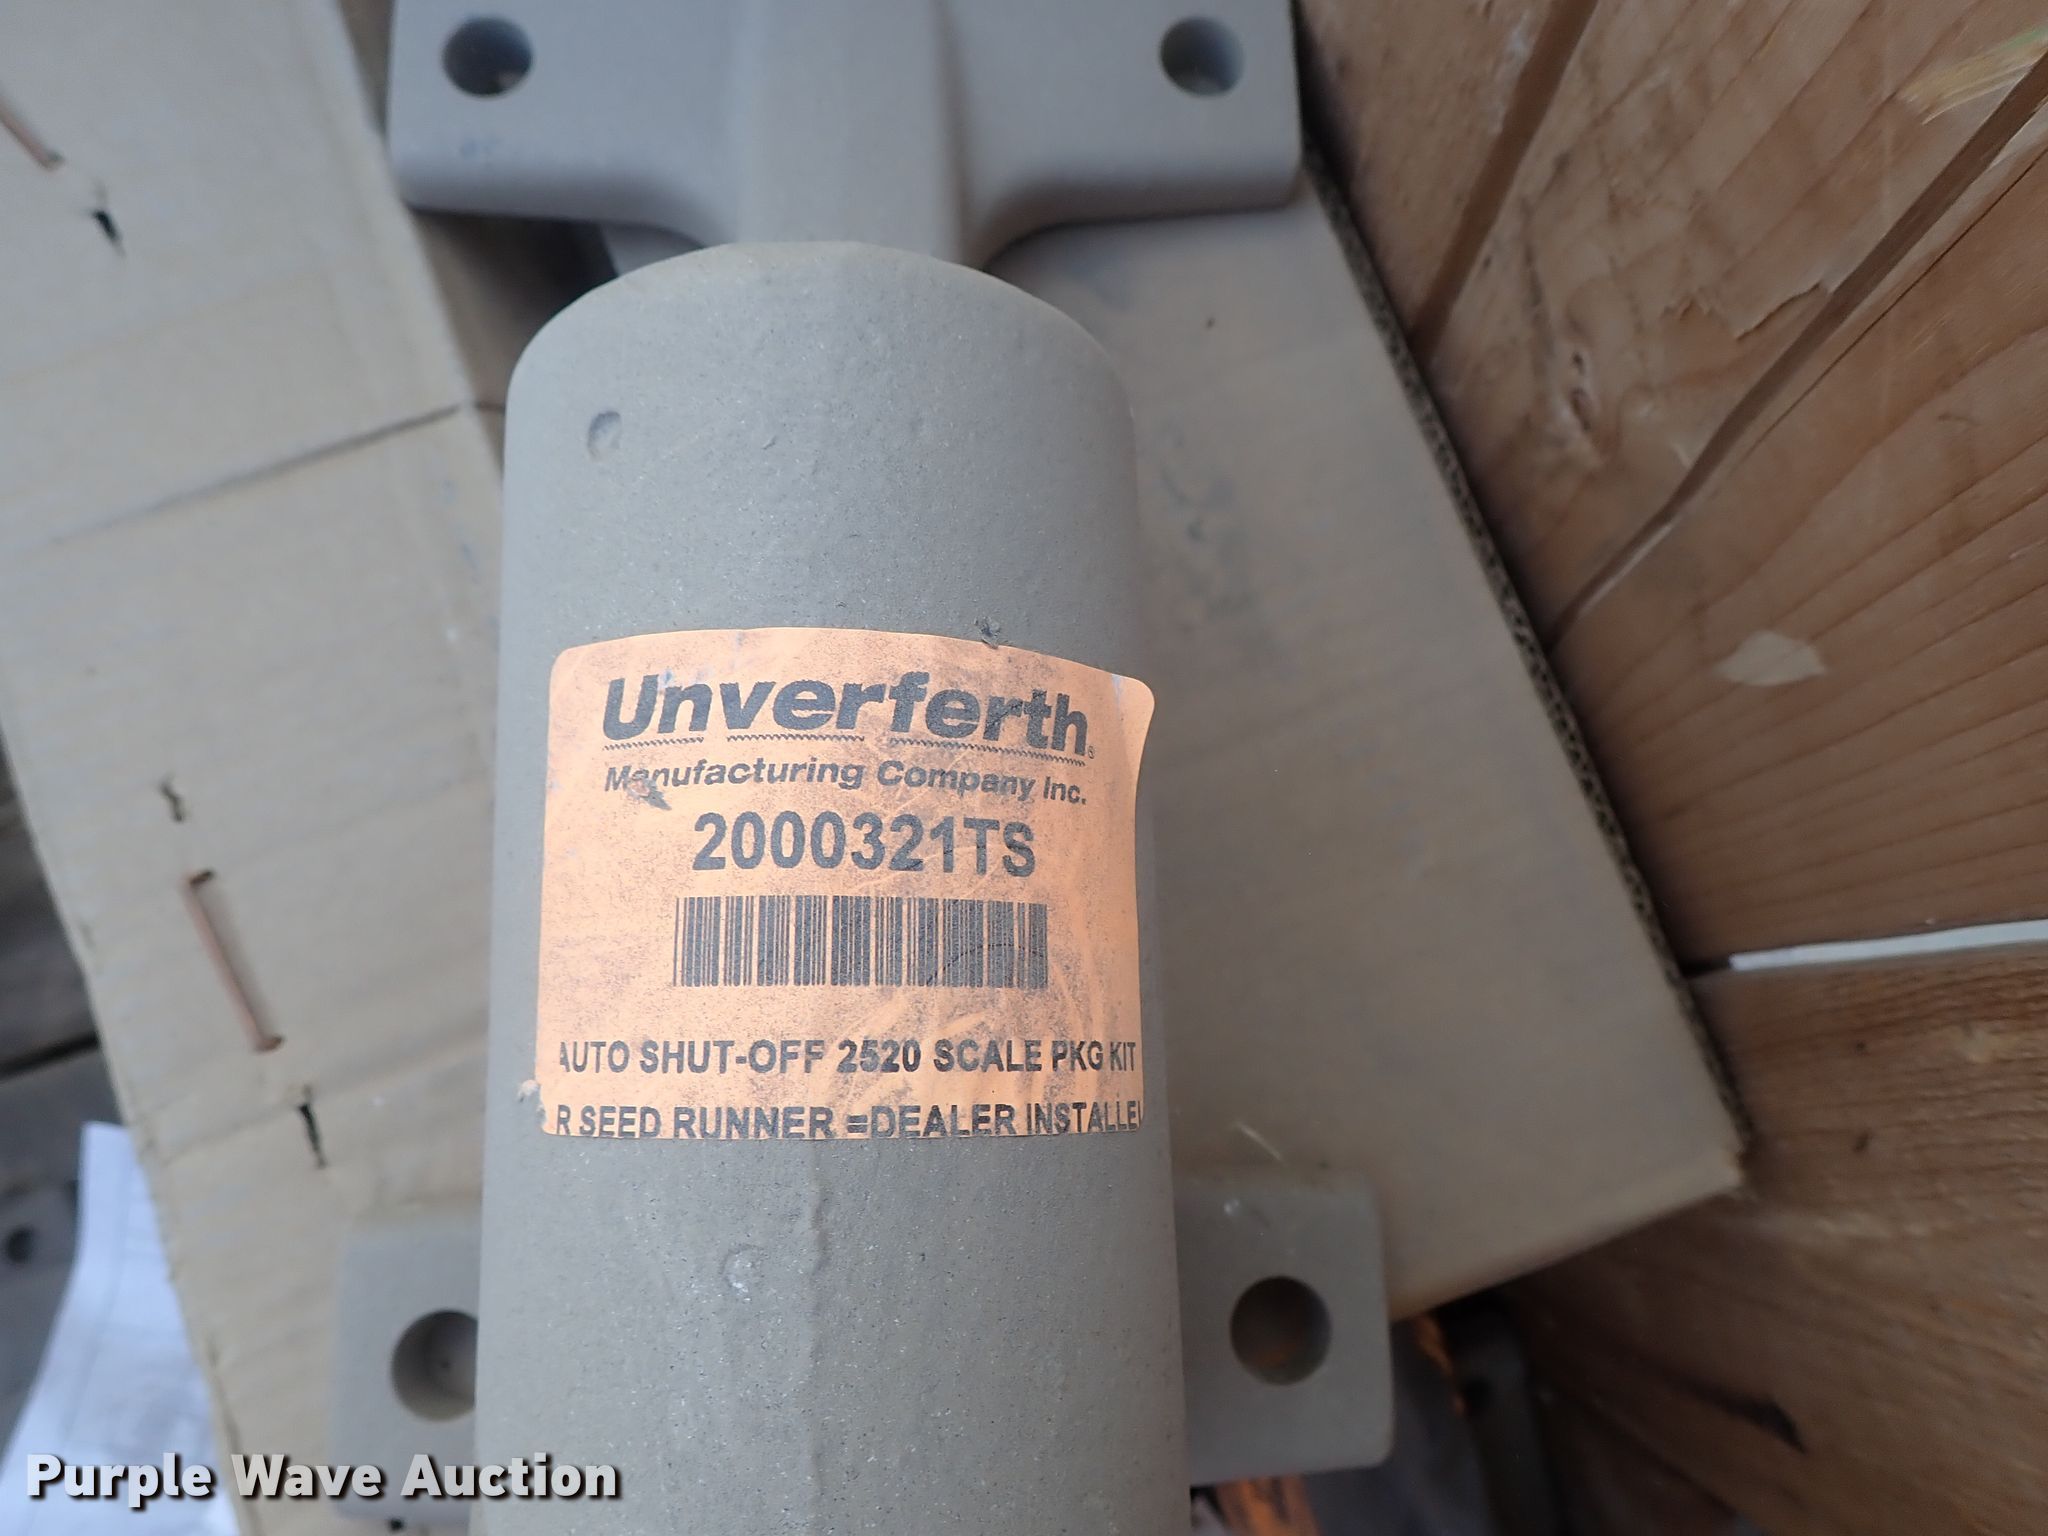 Unverferth®
Manufacturing Company Inc.
2000321TS
AUTO SHUT-OFF 2520 SCALE PKG KIT
R SEED RUNNER =DEALER INSTALLE
Purple Wave Auction